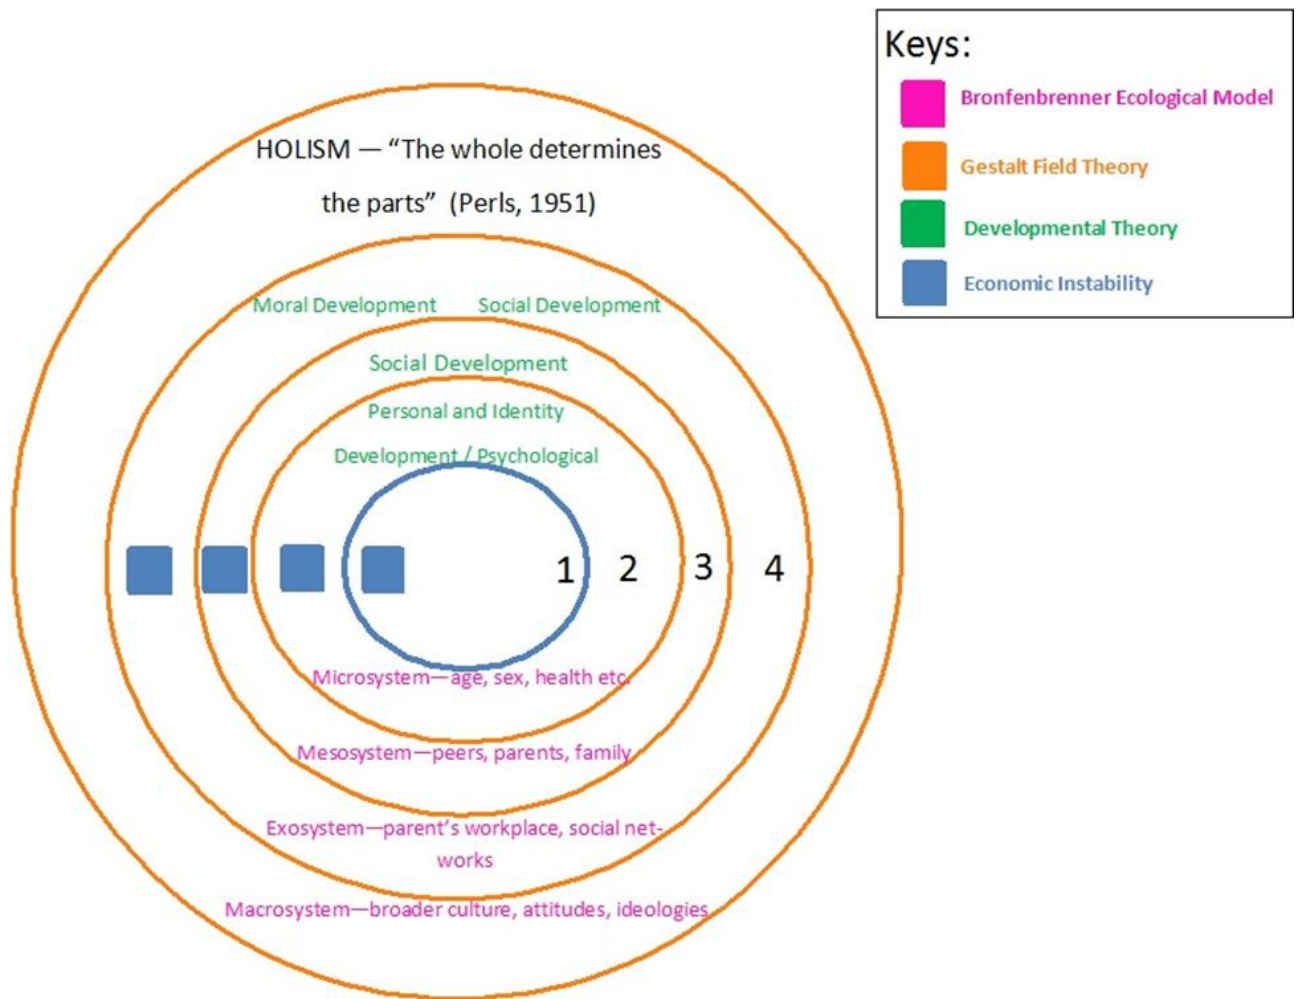 Keys:
Bronfenbrenner Ecological Model
Gestalt Field Theory
Developmental Theory
Economic Instability
HOLISM — “The whole determines
the parts” (Perls, 1951)
Moral Development
Social Development
Social Development
Personal and Identity
Development / Psychological
1
2
3
4
Microsystem—age, sex, health etc.
Mesosystem—peers, parents, family
Exosystem—parent’s workplace, social net-
works
Macrosystem—broader culture, attitudes, ideologies